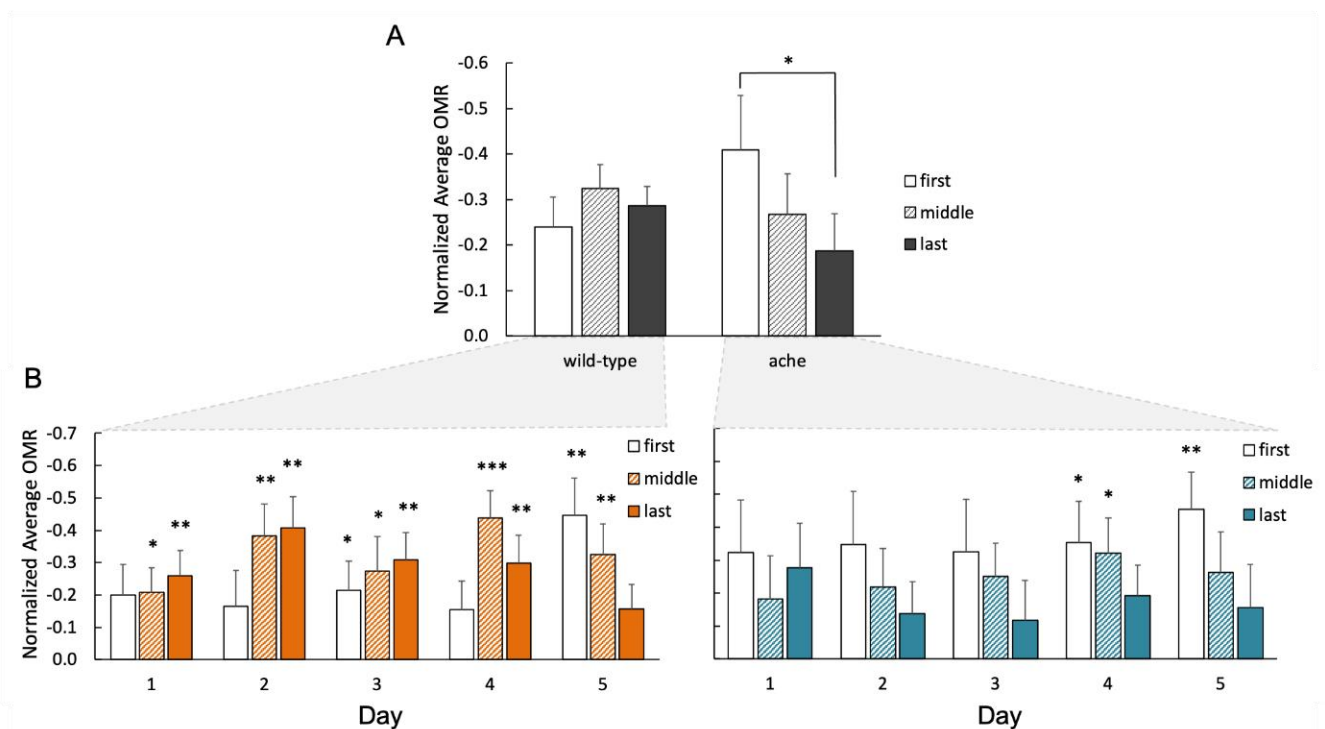 A
Normalized Average OMR
-0.6
-0.5
-0.4
-0.3
-0.2
-0.1
0.0
*
first
middle
last
wild-type
ache
B
Normalized Average OMR
-0.7
-0.6
-0.5
-0.4
-0.3
-0.2
-0.1
0.0
* **
** **
* * **
*** **
** **
first
middle
last
1 2 3 4 5
Day
* *
**
first
middle
last
1 2 3 4 5
Day